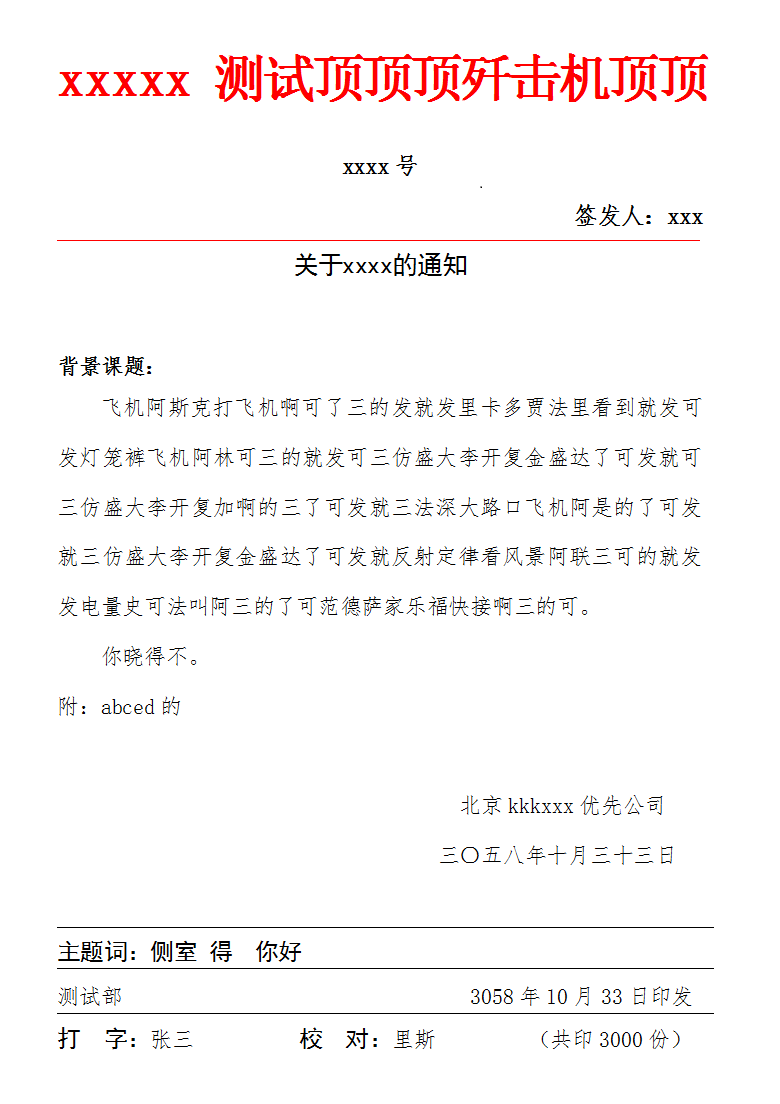 xxxxx 测试顶顶顶歼击机顶顶
xxxx 号
签发人：xxx
关于xxxx的通知
背景课题：
飞机阿斯克打飞机啊可了三的发就发里卡多贾法里看到就发可
发灯笼裤飞机阿林可三的就发可三仿盛大李开复金盛达了可发就可
三仿盛大李开复加啊的三了可发就三法深大路口飞机阿是的了可发
就三仿盛大李开复金盛达了可发就反射定律看风景阿联三可的就发
发电量史可法叫阿三的了可范德萨家乐福快接啊三的可。
你晓得不。
附：abced 的
北京 kkkxxx 优先公司
三〇五八年十月三十三日
主题词：侧室 得　你好
测试部 3058 年 10 月 33 日印发
打　字：张三 校　对：里斯 （共印 3000 份）